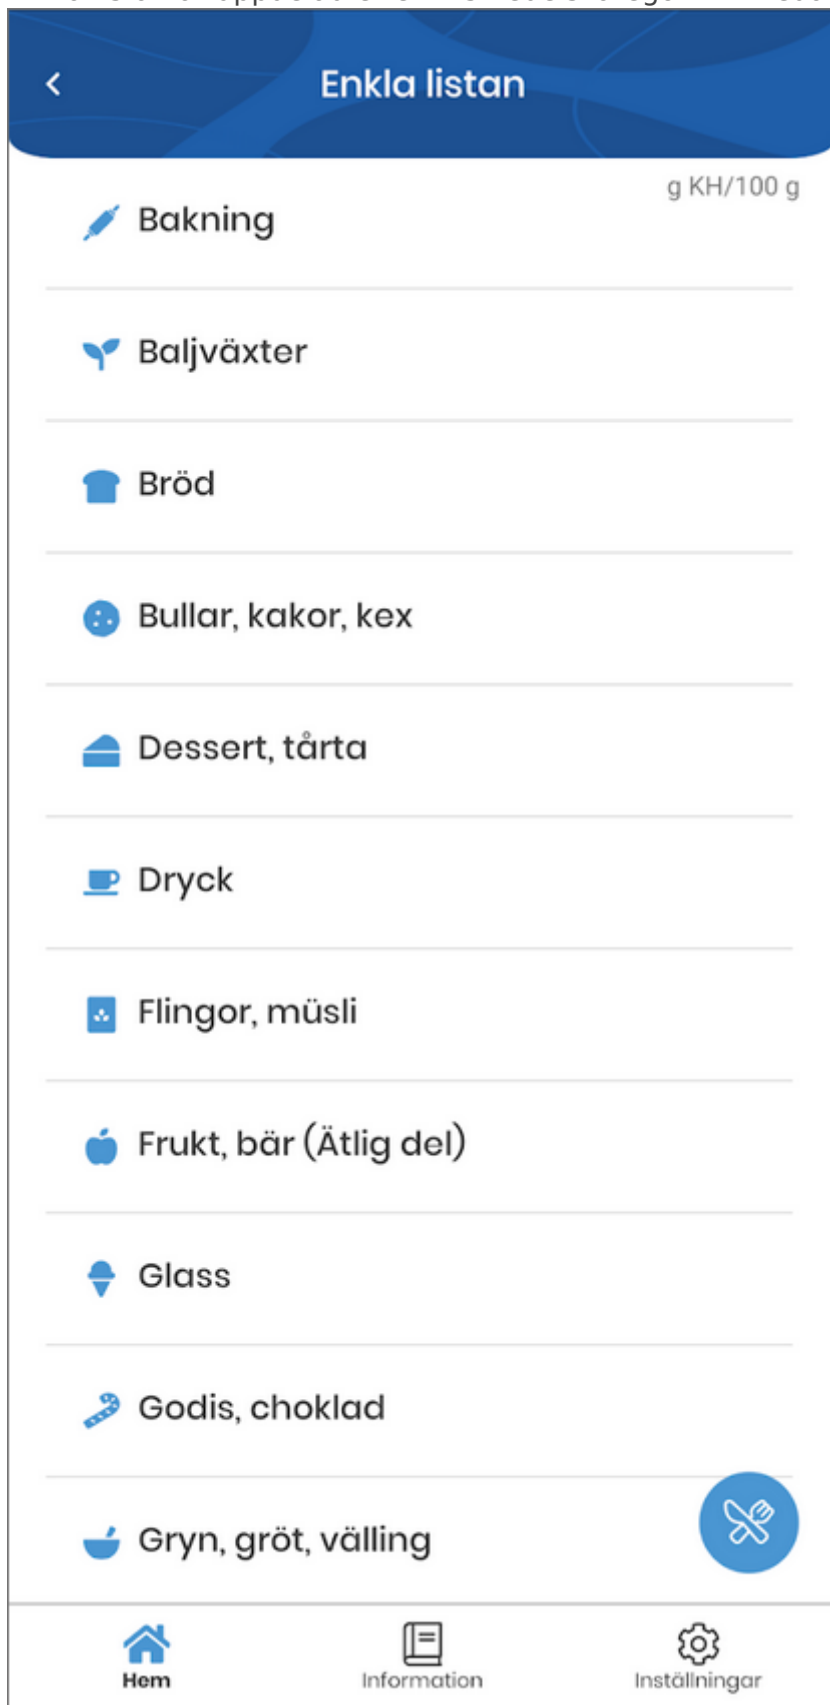 Enkla listan
g KH/100 g
Bakning
Baljväxter
Bröd
Bullar, kakor, kex
Dessert, tårta
Dryck
Flingor, müsli
Frukt, bär (Ätlig del)
Glass
Godis, choklad
Gryn, gröt, välling
Hem
Information
Inställningar